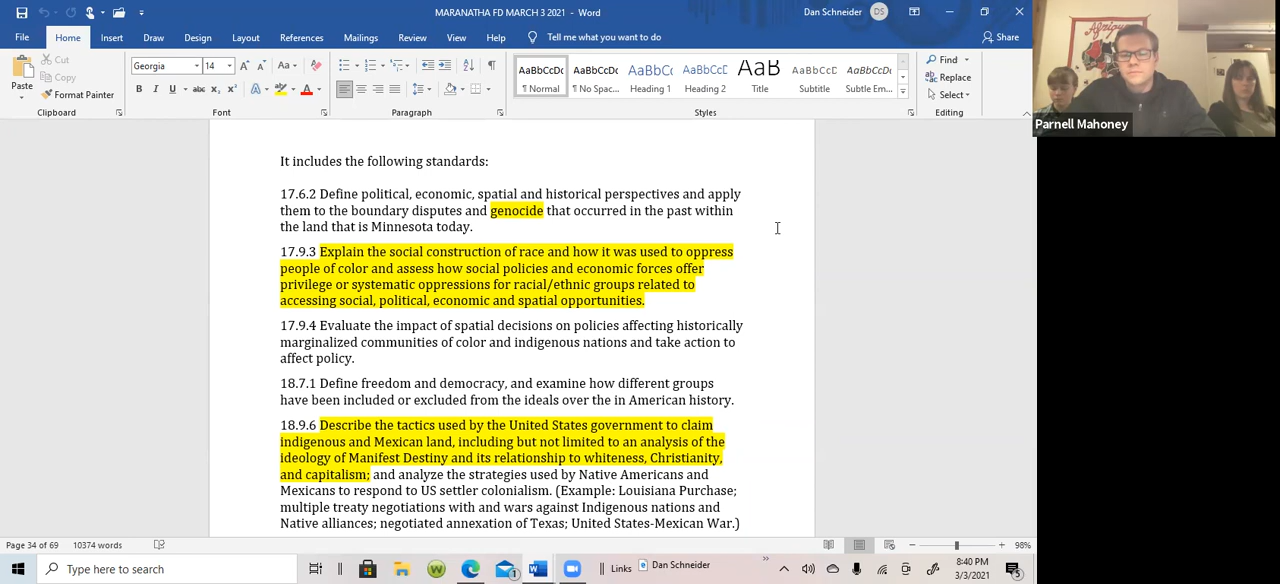 MARANATHA FD MARCH 3 2021 - Word
Dan Schneider DS
File Home Insert Draw Design Layout References Mailings Review View Help Tell me what you want to do Share
Paste Cut Copy Format Painter
Clipboard
Georgia 14 Aa
B I U abc x₂ x² A A
Font
Paragraph
AaBbCcDc AaBbCcDc AaBbCc AaBbCcD AaB AaBbCcD AaBbCcDc
¶ Normal ¶ No Spac... Heading 1 Heading 2 Title Subtitle Subtle Em...
Styles
Find
Replace
Select
Editing
Parnell Mahoney
It includes the following standards:
17.6.2 Define political, economic, spatial and historical perspectives and apply
them to the boundary disputes and genocide that occurred in the past within
the land that is Minnesota today.
17.9.3 Explain the social construction of race and how it was used to oppress
people of color and assess how social policies and economic forces offer
privilege or systematic oppressions for racial/ethnic groups related to
accessing social, political, economic and spatial opportunities.
17.9.4 Evaluate the impact of spatial decisions on policies affecting historically
marginalized communities of color and indigenous nations and take action to
affect policy.
18.7.1 Define freedom and democracy, and examine how different groups
have been included or excluded from the ideals over the in American history.
18.9.6 Describe the tactics used by the United States government to claim
indigenous and Mexican land, including but not limited to an analysis of the
ideology of Manifest Destiny and its relationship to whiteness, Christianity,
and capitalism; and analyze the strategies used by Native Americans and
Mexicans to respond to US settler colonialism. (Example: Louisiana Purchase;
multiple treaty negotiations with and wars against Indigenous nations and
Native alliances; negotiated annexation of Texas; United States-Mexican War.)
Page 34 of 69 10374 words 98%
Type here to search
Links Dan Schneider
8:40 PM
3/3/2021